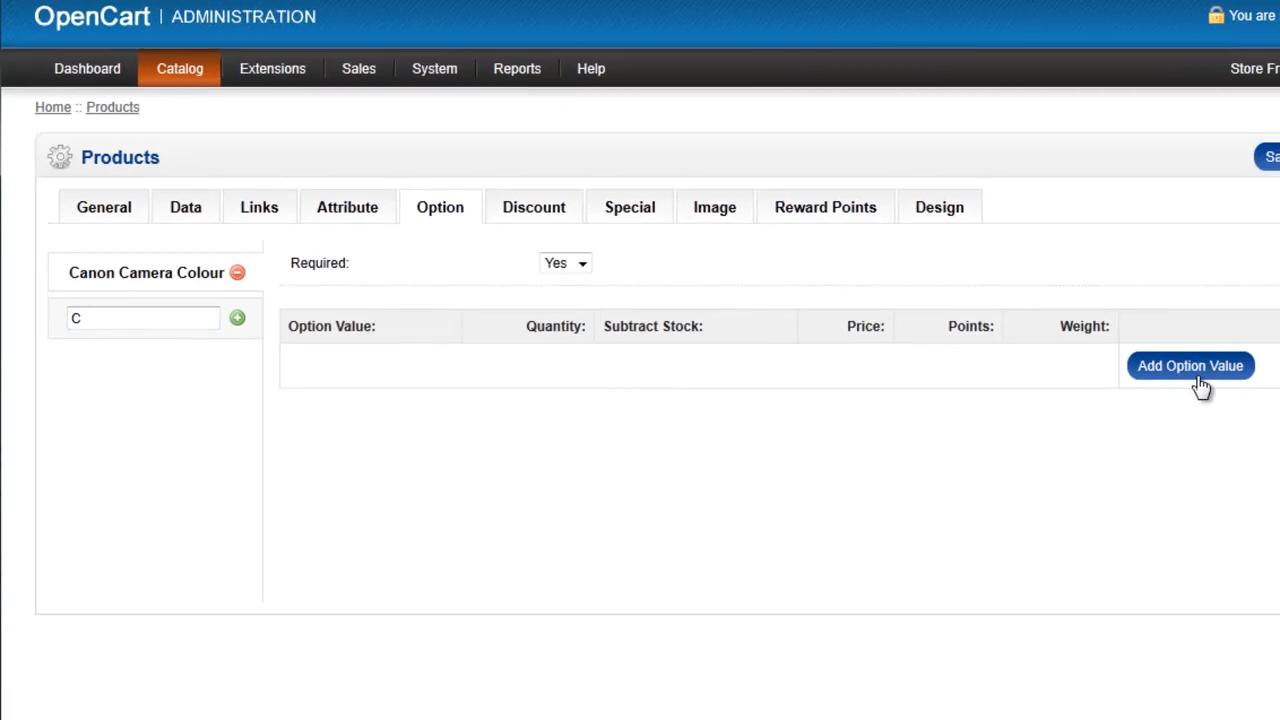 OpenCart | ADMINISTRATION
You are
Dashboard Catalog Extensions Sales System Reports Help
Store
Home :: Products
Products
General Data Links Attribute Option Discount Special Image Reward Points Design
Canon Camera Colour
Required: Yes
C
Option Value: Quantity: Subtract Stock: Price: Points: Weight:
Add Option Value